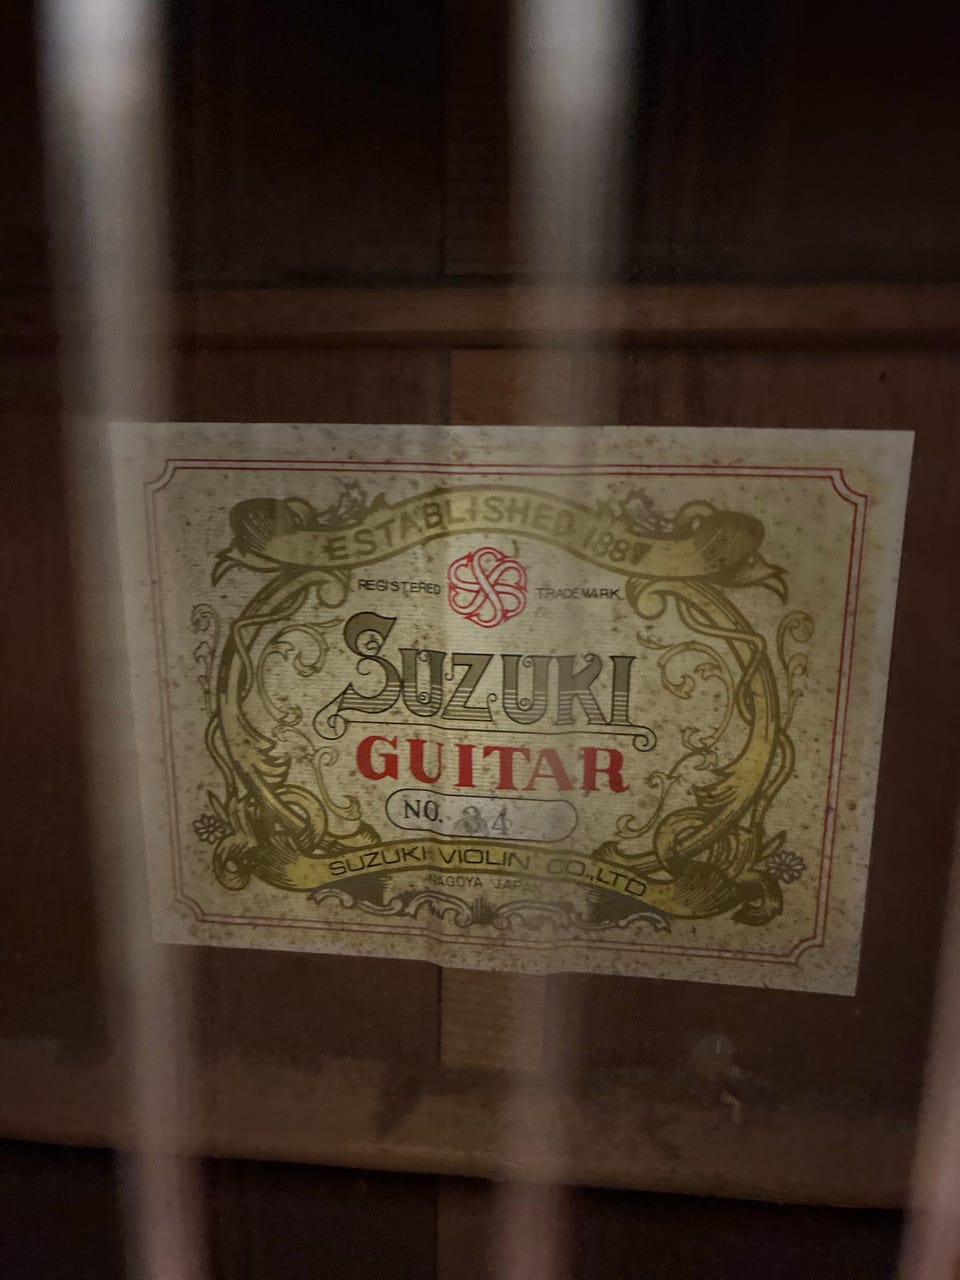 ESTABLISHED 1887
REGISTERED TRADEMARK
SUZUKI
GUITAR
NO. 34
SUZUKI VIOLIN CO.,LTD
NAGOYA JAPAN